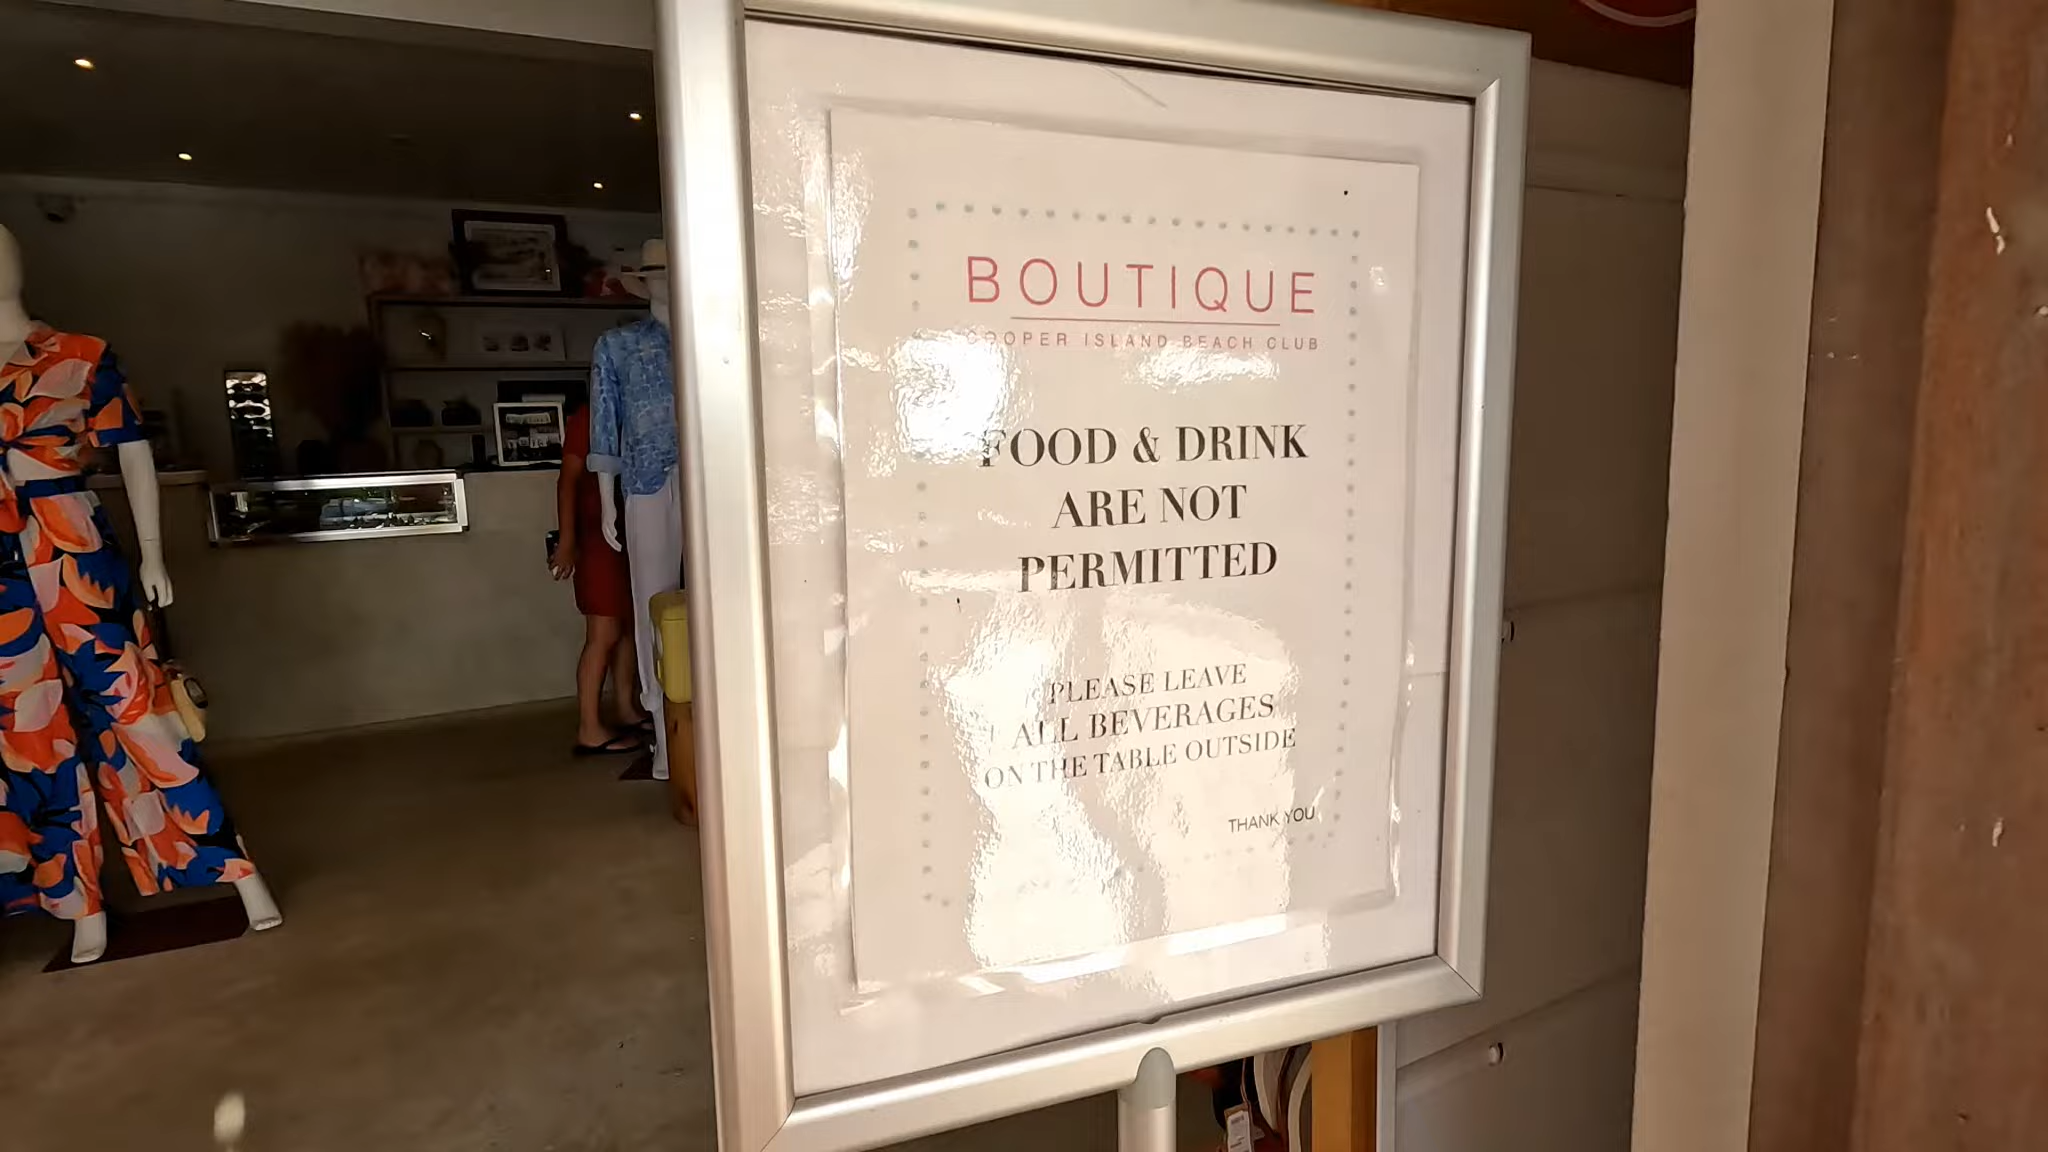 BOUTIQUE
COOPER ISLAND BEACH CLUB
FOOD & DRINK
ARE NOT
PERMITTED
PLEASE LEAVE
ALL BEVERAGES
ON THE TABLE OUTSIDE
THANK YOU